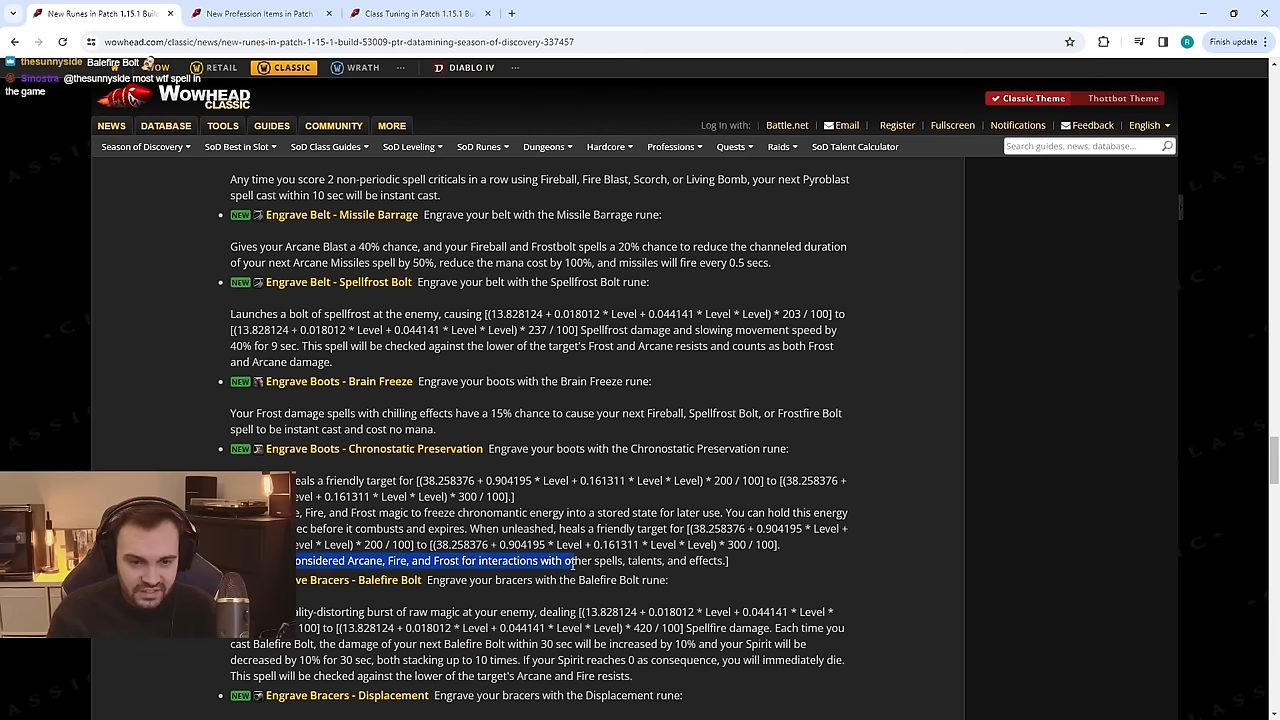 New Runes in Patch 1.15.1 Buil
New Profession Items in Patch
Class Tuning in Patch 1.15.1 Bui
wowhead.com/classic/news/new-runes-in-patch-1-15-1-build-53009-ptr-datamining-season-of-discovery-337457
R
Finish update
thesunnyside Balefire Bolt
Sinostra @thesunnyside most wtf spell in
the game
RETAIL
CLASSIC
WRATH
...
DIABLO IV
...
WOWHEAD
CLASSIC
Classic Theme
Thottbot Theme
NEWS
DATABASE
TOOLS
GUIDES
COMMUNITY
MORE
Log In with: Battle.net Email Register Fullscreen Notifications Feedback English
Season of Discovery
SoD Best in Slot
SoD Class Guides
SoD Leveling
SoD Runes
Dungeons
Hardcore
Professions
Quests
Raids
SoD Talent Calculator
Search guides, news, database...
Any time you score 2 non-periodic spell criticals in a row using Fireball, Fire Blast, Scorch, or Living Bomb, your next Pyroblast
spell cast within 10 sec will be instant cast.
NEW Engrave Belt - Missile Barrage Engrave your belt with the Missile Barrage rune:
Gives your Arcane Blast a 40% chance, and your Fireball and Frostbolt spells a 20% chance to reduce the channeled duration
of your next Arcane Missiles spell by 50%, reduce the mana cost by 100%, and missiles will fire every 0.5 secs.
NEW Engrave Belt - Spellfrost Bolt Engrave your belt with the Spellfrost Bolt rune:
Launches a bolt of spellfrost at the enemy, causing [(13.828124 + 0.018012 * Level + 0.044141 * Level * Level) * 203 / 100] to
[(13.828124 + 0.018012 * Level + 0.044141 * Level * Level) * 237 / 100] Spellfrost damage and slowing movement speed by
40% for 9 sec. This spell will be checked against the lower of the target's Frost and Arcane resists and counts as both Frost
and Arcane damage.
NEW Engrave Boots - Brain Freeze Engrave your boots with the Brain Freeze rune:
Your Frost damage spells with chilling effects have a 15% chance to cause your next Fireball, Spellfrost Bolt, or Frostfire Bolt
spell to be instant cast and cost no mana.
NEW Engrave Boots - Chronostatic Preservation Engrave your boots with the Chronostatic Preservation rune:
eals a friendly target for [(38.258376 + 0.904195 * Level + 0.161311 * Level * Level) * 200 / 100] to [(38.258376 +
evel + 0.161311 * Level * Level) * 300 / 100].]
e, Fire, and Frost magic to freeze chronomantic energy into a stored state for later use. You can hold this energy
ec before it combusts and expires. When unleashed, heals a friendly target for [(38.258376 + 0.904195 * Level +
evel * Level) * 200 / 100] to [(38.258376 + 0.904195 * Level + 0.161311 * Level * Level) * 300 / 100].
onsidered Arcane, Fire, and Frost for interactions with other spells, talents, and effects.]
ve Bracers - Balefire Bolt Engrave your bracers with the Balefire Bolt rune:
ality-distorting burst of raw magic at your enemy, dealing [(13.828124 + 0.018012 * Level + 0.044141 * Level *
100] to [(13.828124 + 0.018012 * Level + 0.044141 * Level * Level) * 420 / 100] Spellfire damage. Each time you
cast Balefire Bolt, the damage of your next Balefire Bolt within 30 sec will be increased by 10% and your Spirit will be
decreased by 10% for 30 sec, both stacking up to 10 times. If your Spirit reaches 0 as consequence, you will immediately die.
This spell will be checked against the lower of the target's Arcane and Fire resists.
NEW Engrave Bracers - Displacement Engrave your bracers with the Displacement rune: